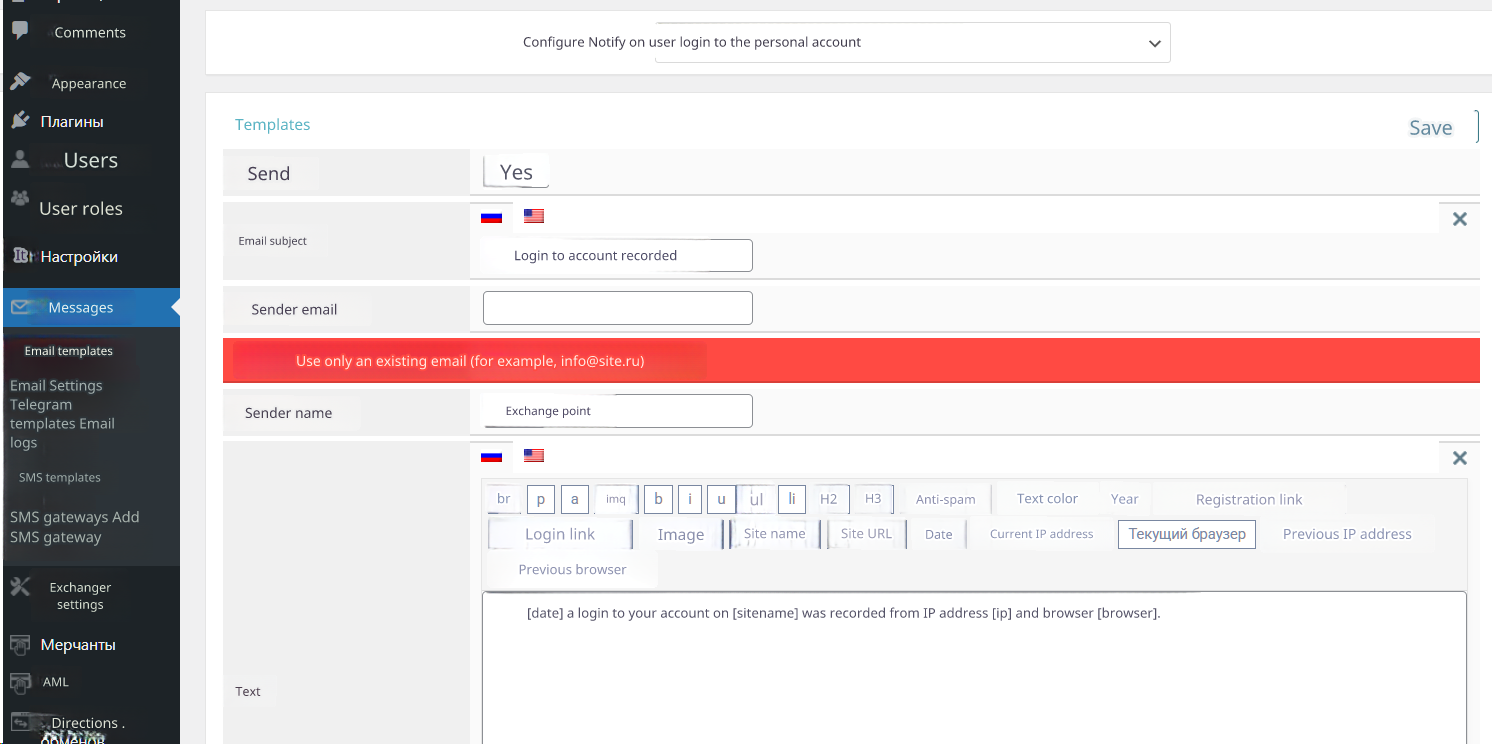 Comments
Appearance
Плагины
Users
User roles
Настройки
Messages
Email templates
Email Settings
Telegram
templates Email
logs
SMS templates
SMS gateways Add
SMS gateway
Exchanger
settings
Мерчанты
AML
Directions .
обменов
Configure Notify on user login to the personal account
Templates
Save
Send
Yes
Email subject
Login to account recorded
Sender email
Use only an existing email (for example, info@site.ru)
Sender name
Exchange point
br p a img b i u ul li H2 H3 Anti-spam Text color Year Registration link
Login link Image Site name Site URL Date Current IP address Текущий браузер Previous IP address
Previous browser
[date] a login to your account on [sitename] was recorded from IP address [ip] and browser [browser].
Text